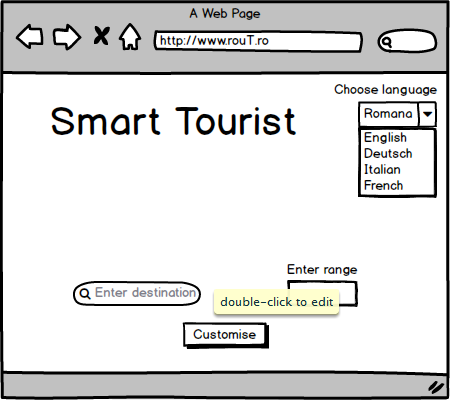 A Web Page
http://www.rouT.ro
Choose language
Smart Tourist
Romana
English
Deutsch
Italian
French
Enter range
Enter destination
double-click to edit
Customise